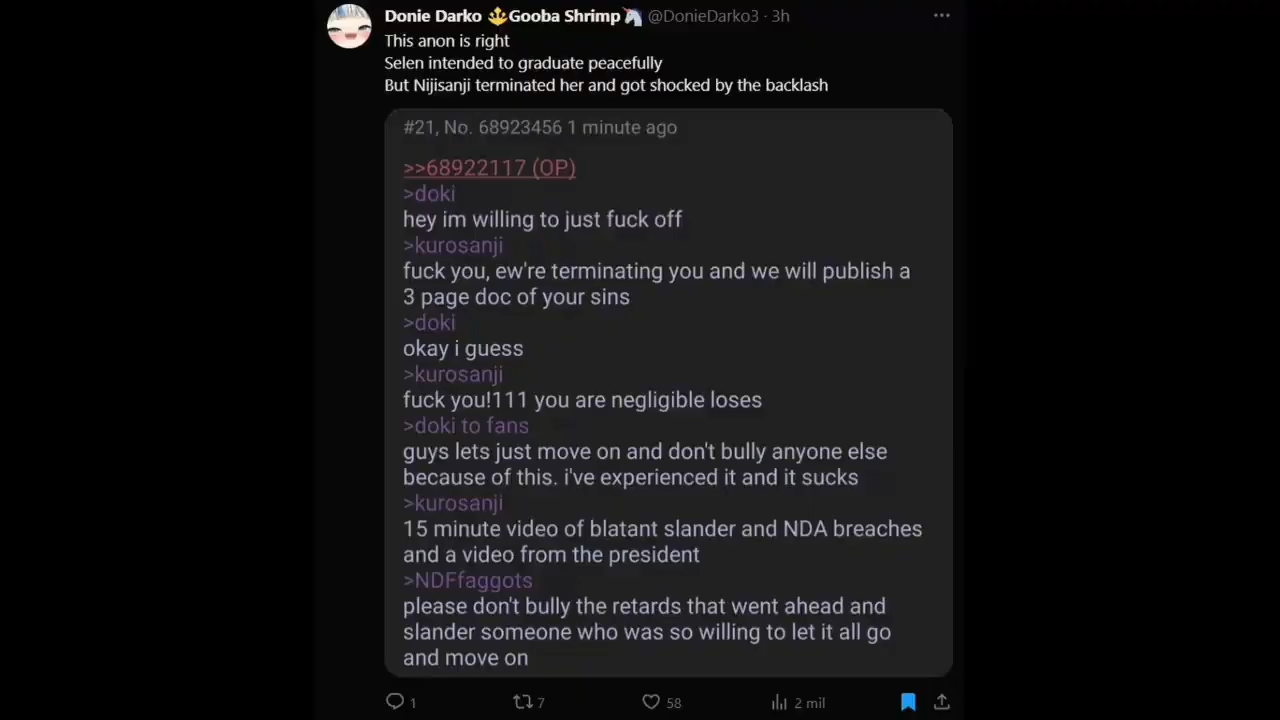 Donie Darko 🔱Gooba Shrimp🦄 @DonieDarko3 · 3h
This anon is right
Selen intended to graduate peacefully
But Nijisanji terminated her and got shocked by the backlash
#21, No. 68923456 1 minute ago
>>68922117 (OP)
>doki
hey im willing to just fuck off
>kurosanji
fuck you, ew're terminating you and we will publish a
3 page doc of your sins
>doki
okay i guess
>kurosanji
fuck you!111 you are negligible loses
>doki to fans
guys lets just move on and don't bully anyone else
because of this. i've experienced it and it sucks
>kurosanji
15 minute video of blatant slander and NDA breaches
and a video from the president
>NDFfaggots
please don't bully the retards that went ahead and
slander someone who was so willing to let it all go
and move on
1 7 58 2 mil